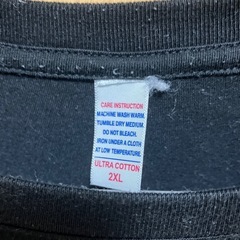 CARE INSTRUCTION
MACHINE WASH WARM.
TUMBLE DRY MEDIUM.
DO NOT BLEACH.
IRON UNDER A CLOTH
AT LOW TEMPERATURE.
ULTRA COTTON
2XL